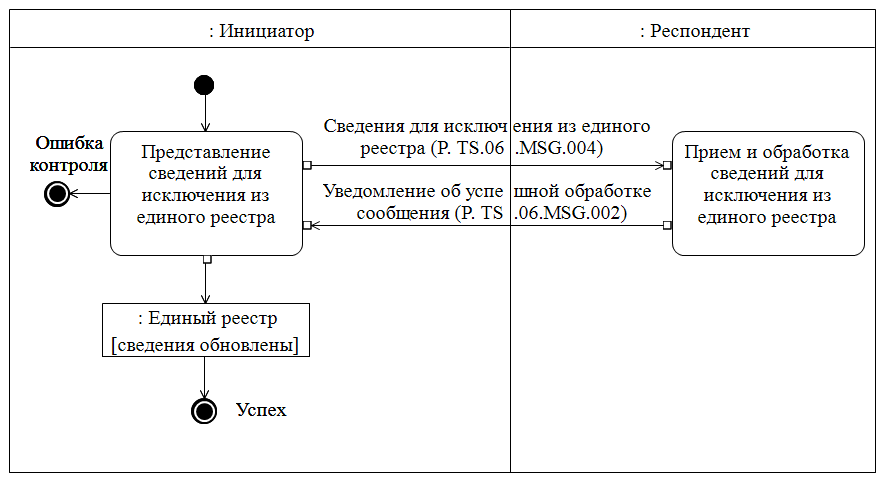 : Инициатор
: Респондент
Сведения для исключения из единого
реестра (P. TS.06 .MSG.004)
Ошибка
контроля
Представление
сведений для
исключения из
единого реестра
Прием и обработка
сведений для
исключения из
единого реестра
Уведомление об успешной обработке
сообщения (P. TS .06.MSG.002)
: Единый реестр
[сведения обновлены]
Успех